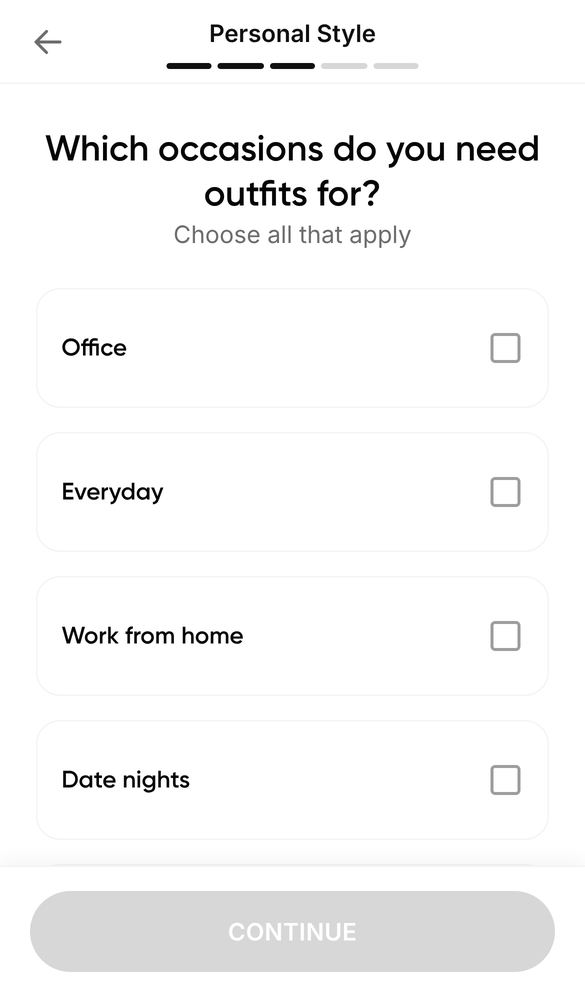 Personal Style
Which occasions do you need
outfits for?
Choose all that apply
Office
Everyday
Work from home
Date nights
CONTINUE